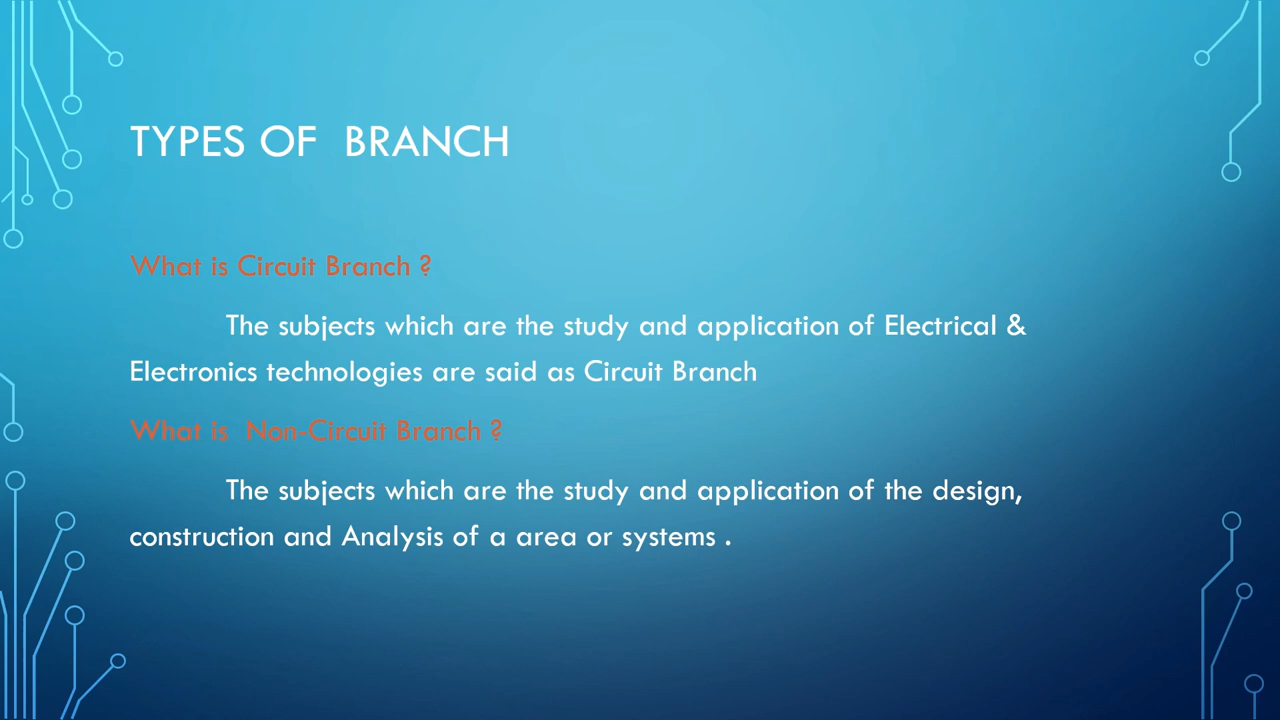 TYPES OF BRANCH
What is Circuit Branch ?
The subjects which are the study and application of Electrical &
Electronics technologies are said as Circuit Branch
What is Non-Circuit Branch ?
The subjects which are the study and application of the design,
construction and Analysis of a area or systems .